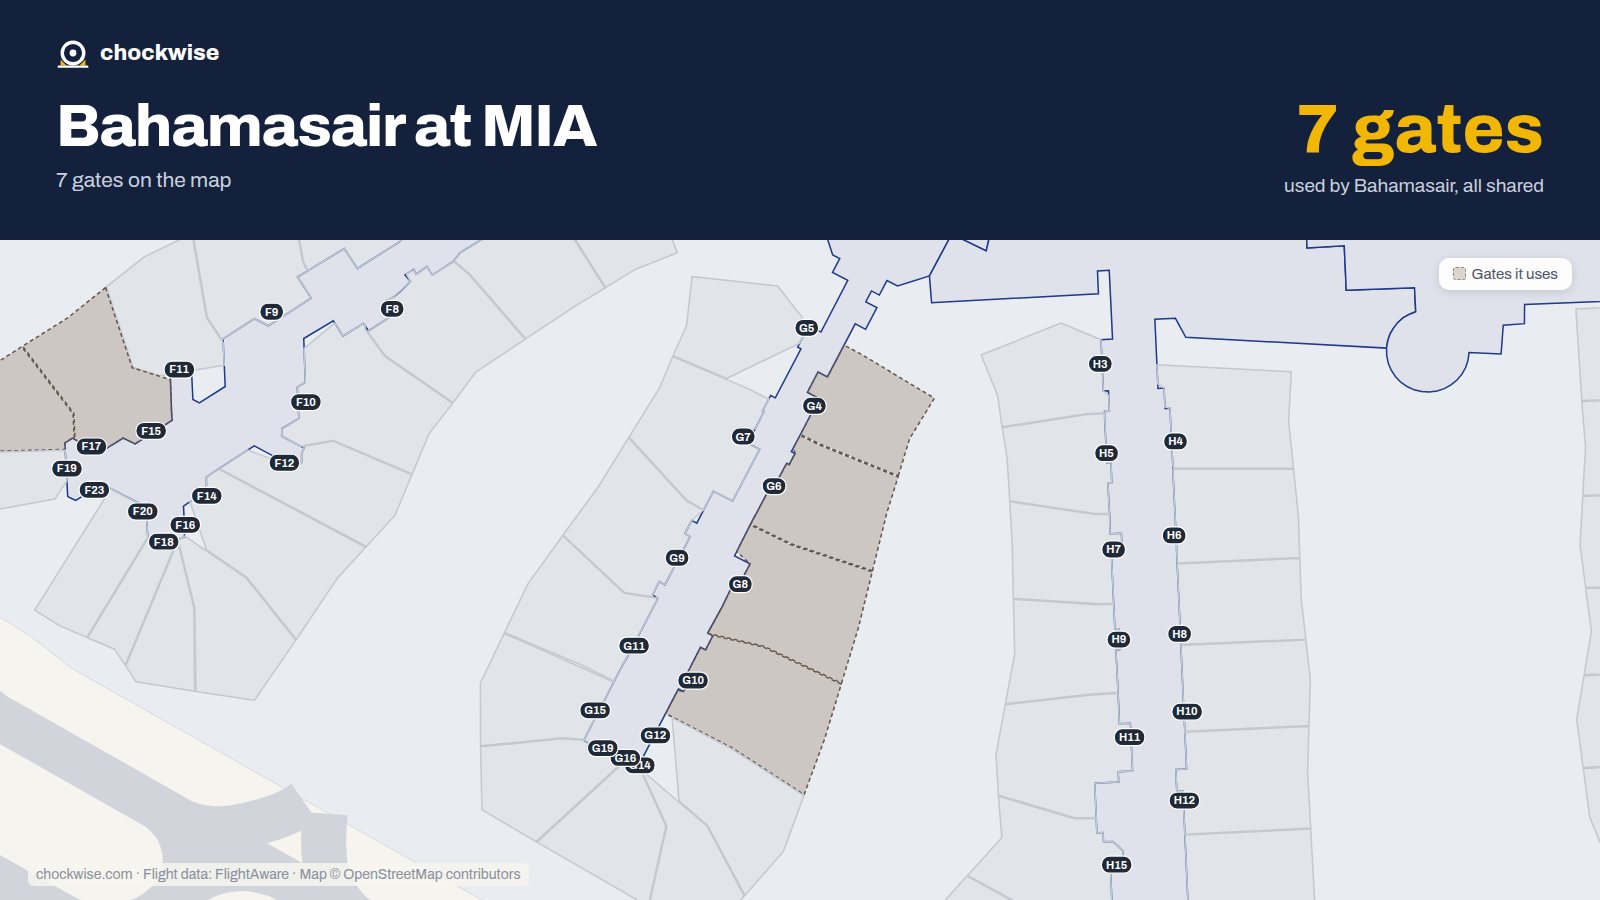 chockwise
Bahamasair at MIA
7 gates on the map
7 gates
used by Bahamasair, all shared
Gates it uses
F9
F8
F11
F10
F15
F17
F12
F19
F23
F14
F20
F16
F18
G5
G4
G7
G6
G9
G8
G11
G10
G15
G12
G19
G16
H3
H4
H5
H6
H7
H8
H9
H10
H11
H12
H15
chockwise.com · Flight data: FlightAware · Map © OpenStreetMap contributors